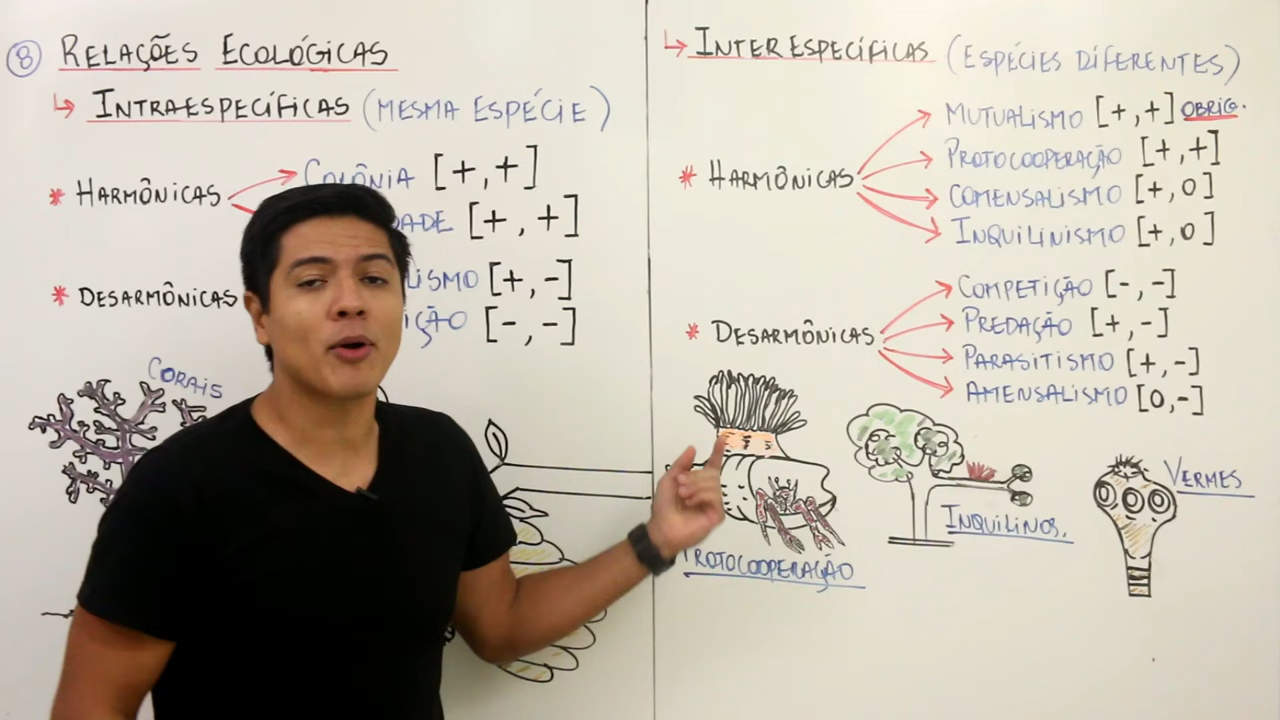 8 RELAÇÕES ECOLÓGICAS
↳ INTRAESPECÍFICAS (MESMA ESPÉCIE)
* HARMÔNICAS
COLÔNIA [+,+]
DADE [+,+]
* DESARMÔNICAS
LISMO [+,-]
IÇÃO [-,-]
CORAIS
↳ INTERESPECÍFICAS (ESPÉCIES DIFERENTES)
* HARMÔNICAS
MUTUALISMO [+,+] OBRIG.
PROTOCOOPERAÇÃO [+,+]
COMENSALISMO [+,0]
INQUILINISMO [+,0]
* DESARMÔNICAS
COMPETIÇÃO [-,-]
PREDAÇÃO [+,-]
PARASITISMO [+,-]
AMENSALISMO [0,-]
PROTOCOOPERAÇÃO
INQUILINOS.
VERMES